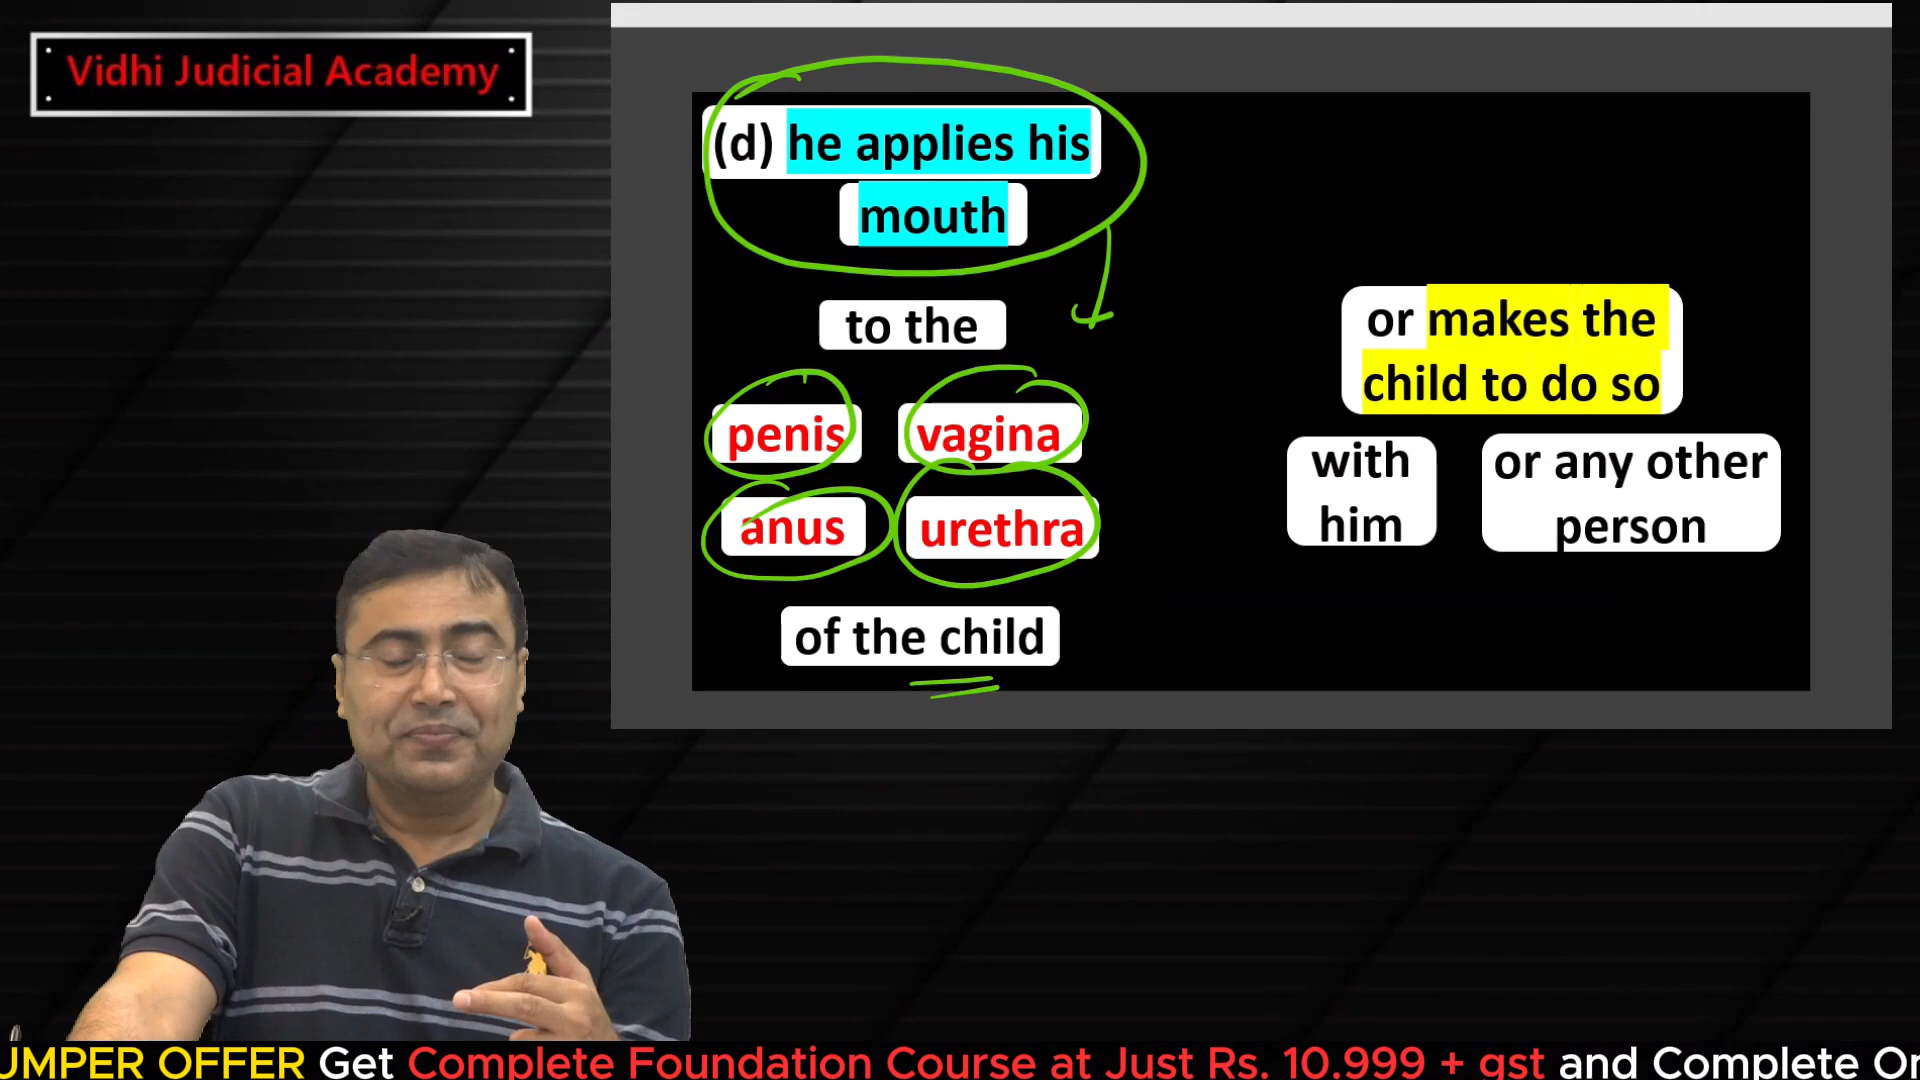 Vidhi Judicial Academy
(d) he applies his
mouth
to the
penis vagina
anus urethra
of the child
or makes the
child to do so
with
him
or any other
person
UMPER OFFER Get Complete Foundation Course at Just Rs. 10.999 + gst and Complete On